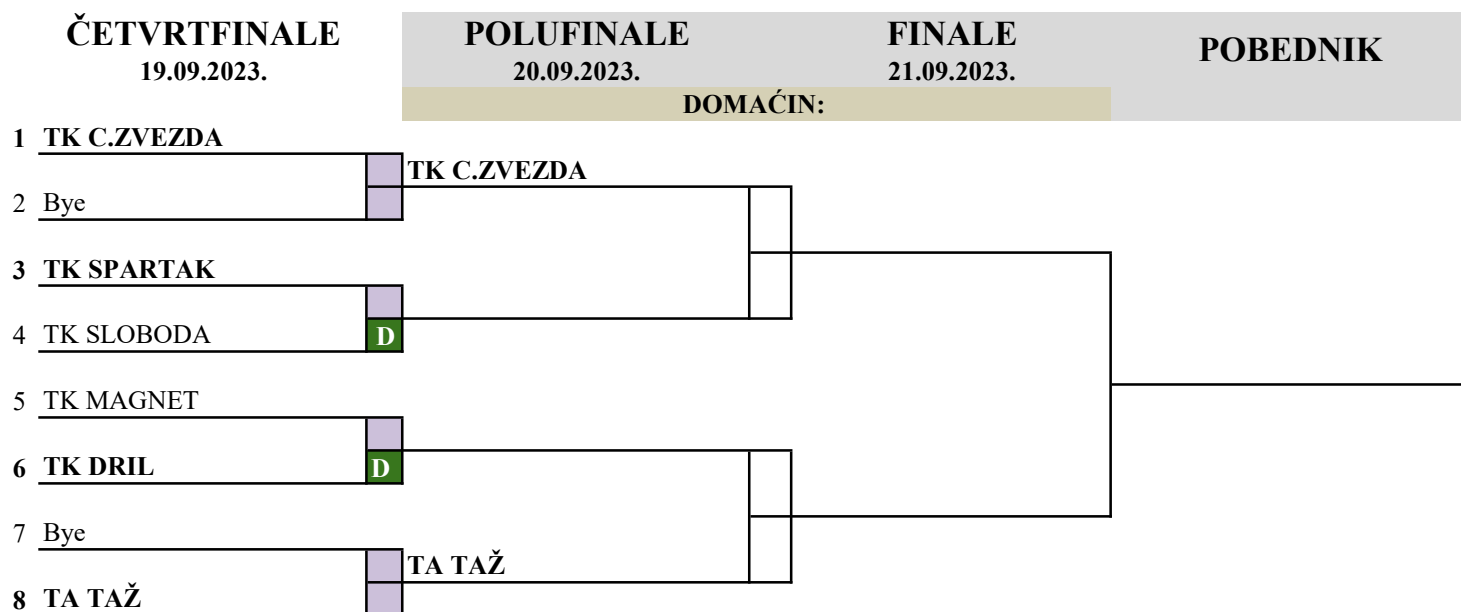 ČETVRTFINALE POLUFINALE FINALE POBEDNIK
19.09.2023. 20.09.2023. 21.09.2023.
DOMAĆIN:
1 TK C.ZVEZDA
TK C.ZVEZDA
2 Bye
3 TK SPARTAK
4 TK SLOBODA D
5 TK MAGNET
6 TK DRIL D
7 Bye
TA TAŽ
8 TA TAŽ